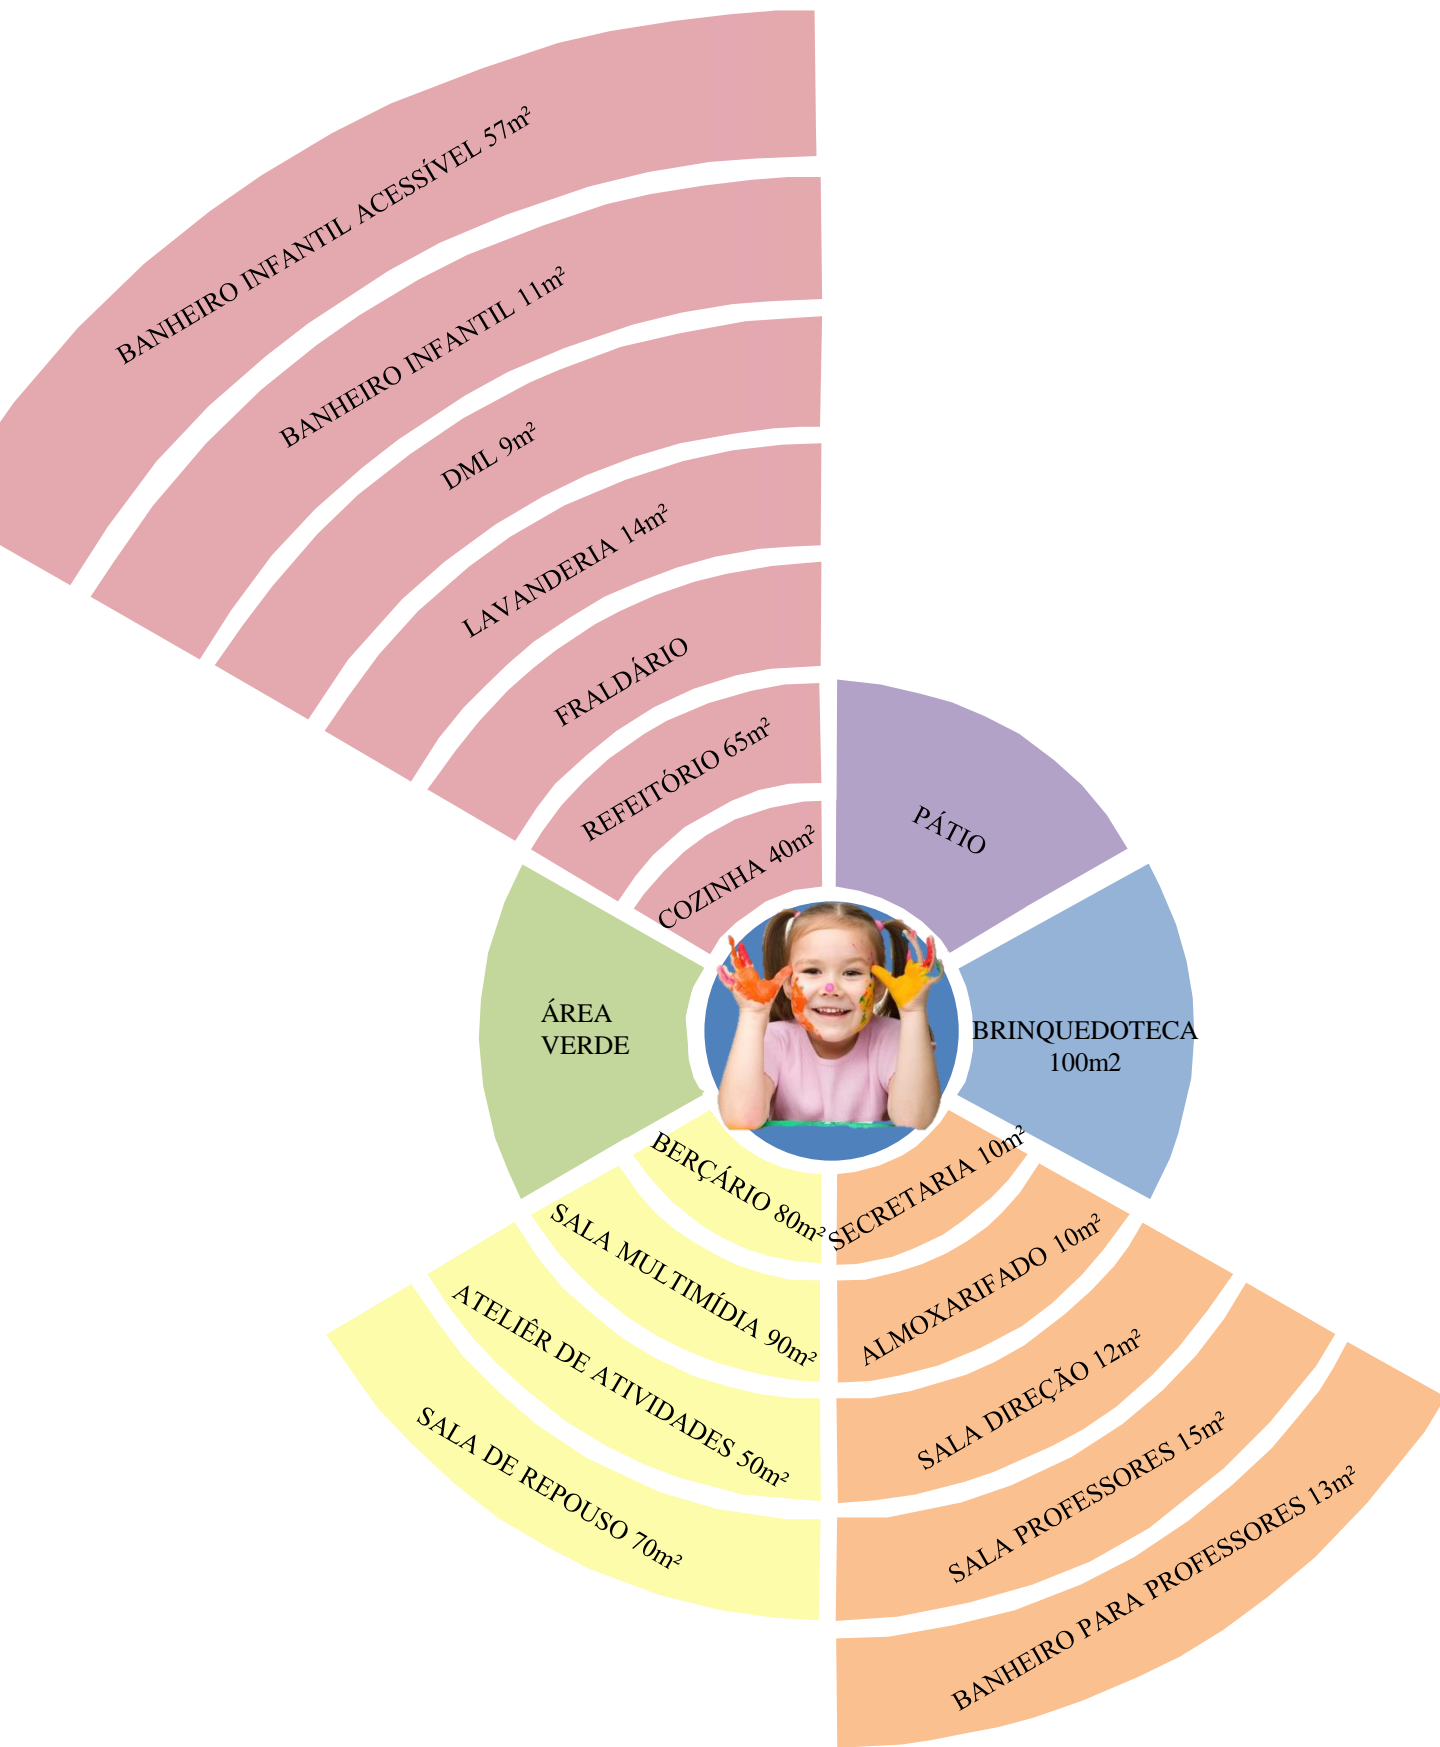 BANHEIRO INFANTIL ACESSÍVEL 57m²
BANHEIRO INFANTIL 11m²
DML 9m²
LAVANDERIA 14m²
FRALDÁRIO
REFEITÓRIO 65m²
COZINHA 40m²
PÁTIO
ÁREA
VERDE
BRINQUEDOTECA
100m2
BERÇÁRIO 80m²
SALA MULTIMÍDIA 90m²
ATELIÊR DE ATIVIDADES 50m²
SALA DE REPOUSO 70m²
SECRETARIA 10m²
ALMOXARIFADO 10m²
SALA DIREÇÃO 12m²
SALA PROFESSORES 15m²
BANHEIRO PARA PROFESSORES 13m²